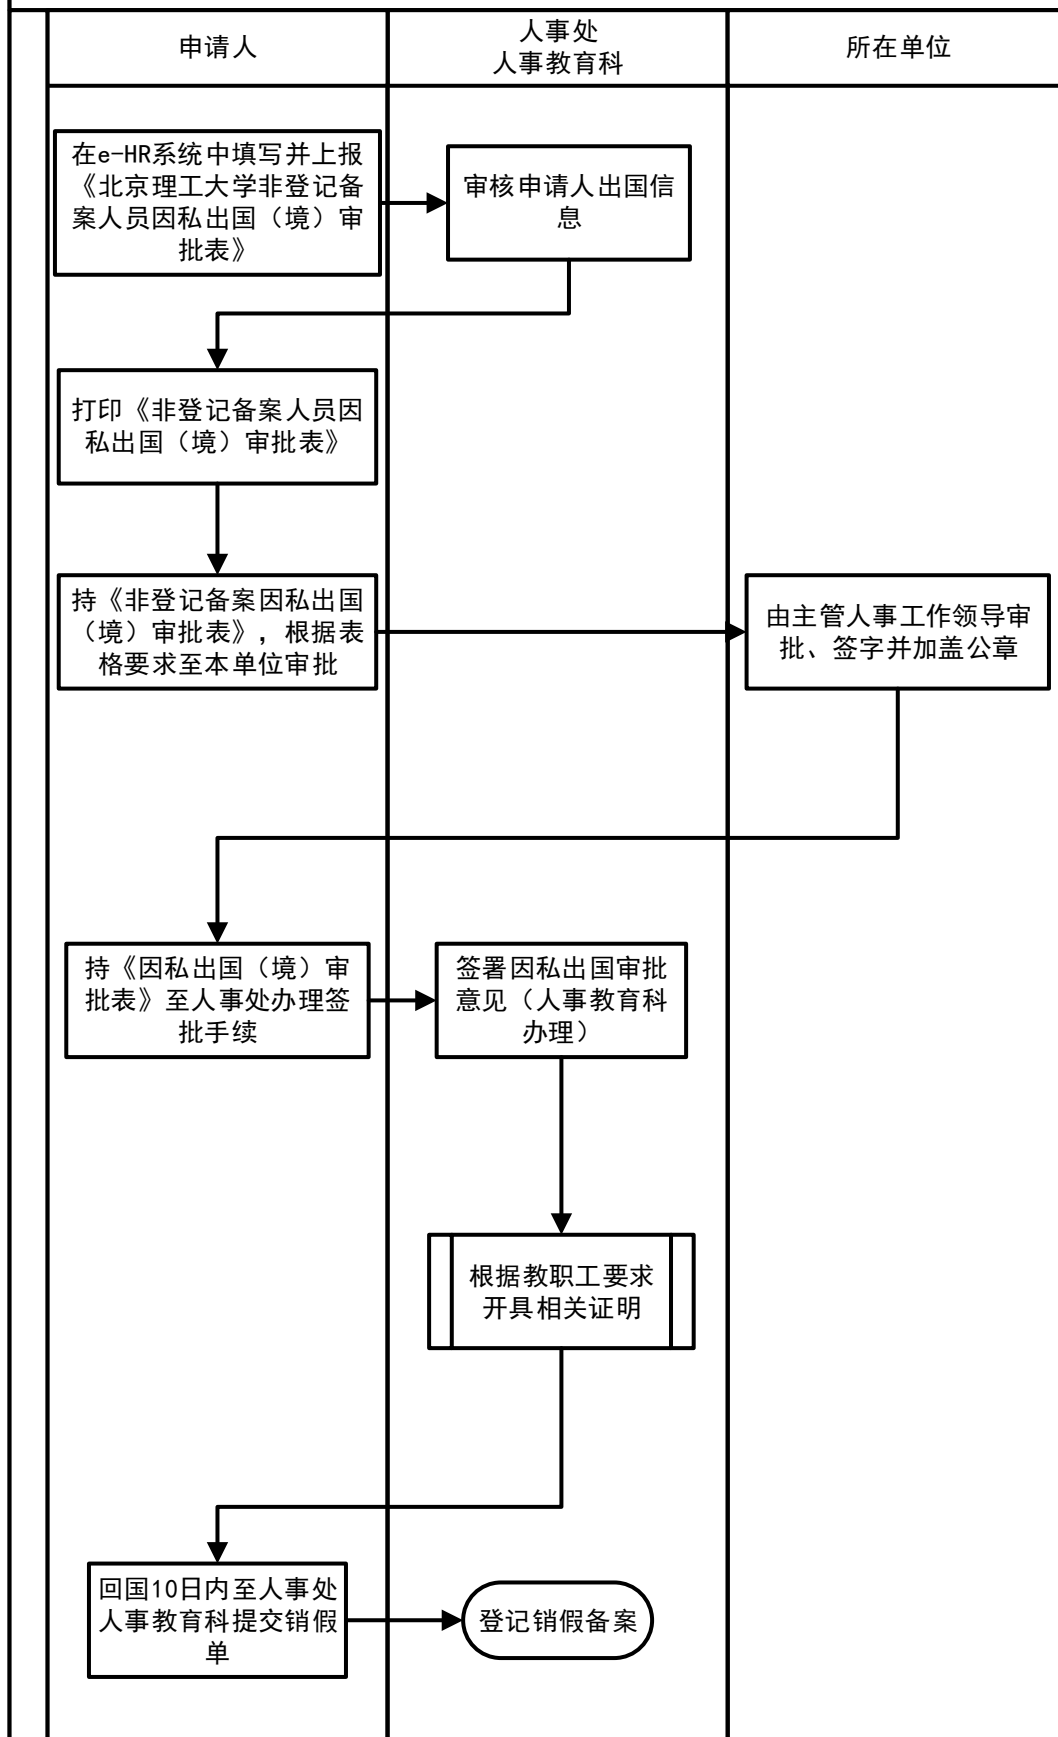 申请人
人事处
人事教育科
所在单位
在e-HR系统中填写并上报
《北京理工大学非登记备
案人员因私出国（境）审
批表》
审核申请人出国信
息
打印《非登记备案人员因
私出国（境）审批表》
持《非登记备案因私出国
（境）审批表》，根据表
格要求至本单位审批
由主管人事工作领导审
批、签字并加盖公章
持《因私出国（境）审
批表》至人事处办理签
批手续
签署因私出国审批
意见（人事教育科
办理）
根据教职工要求
开具相关证明
回国10日内至人事处
人事教育科提交销假
单
登记销假备案